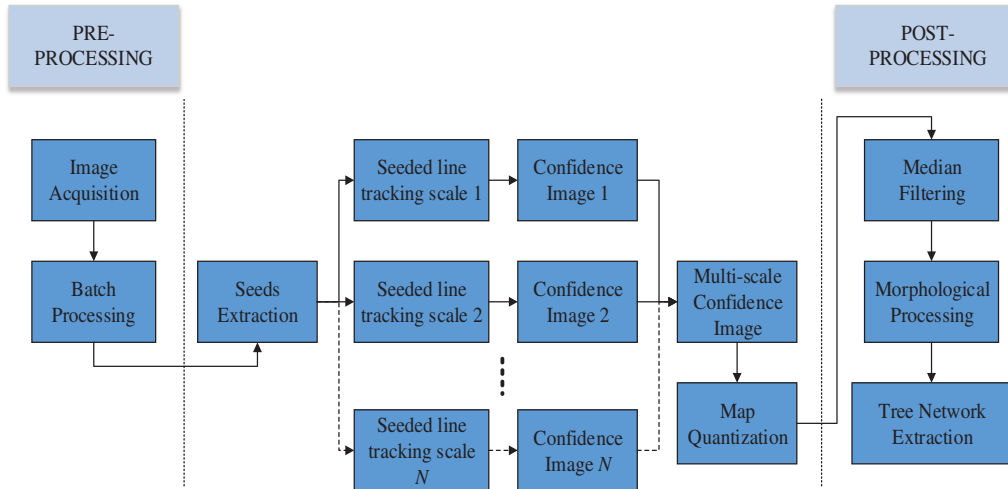 PRE-
PROCESSING
POST-
PROCESSING
Image
Acquisition
Batch
Processing
Seeds
Extraction
Seeded line
tracking scale 1
Confidence
Image 1
Seeded line
tracking scale 2
Confidence
Image 2
Seeded line
tracking scale
N
Confidence
Image N
Multi-scale
Confidence
Image
Map
Quantization
Median
Filtering
Morphological
Processing
Tree Network
Extraction